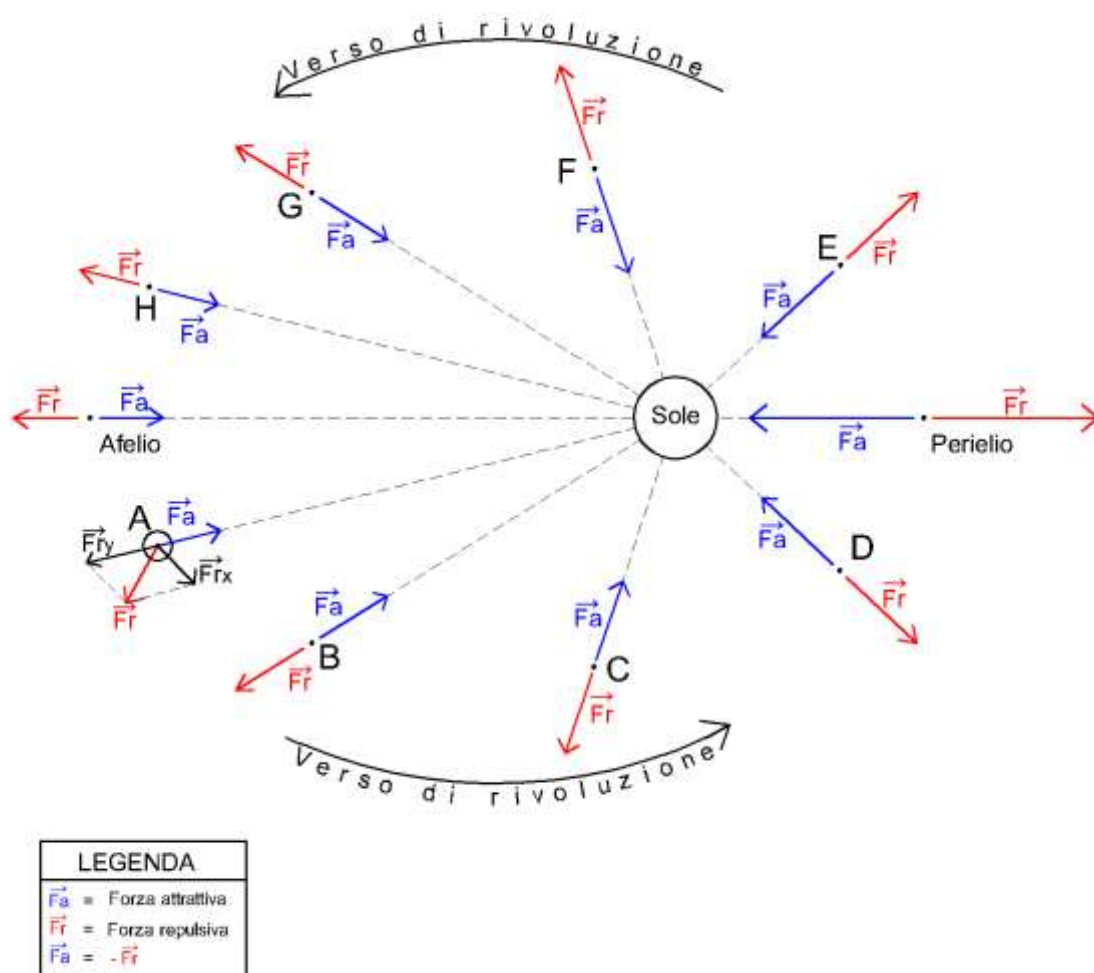 Verso di rivoluzione
Fr
F
Fa
Fr
G
Fa
E
Fr
Fa
Fr
H
Fa
Fr
Fa
Afelio
Sole
Fr
Fa
Perielio
A
Fa
Fry
Frx
Fr
Fa
B
Fr
Fa
C
Fr
Fa
D
Fr
Verso di rivoluzione
LEGENDA
Fa = Forza attrattiva
Fr = Forza repulsiva
Fa = -Fr